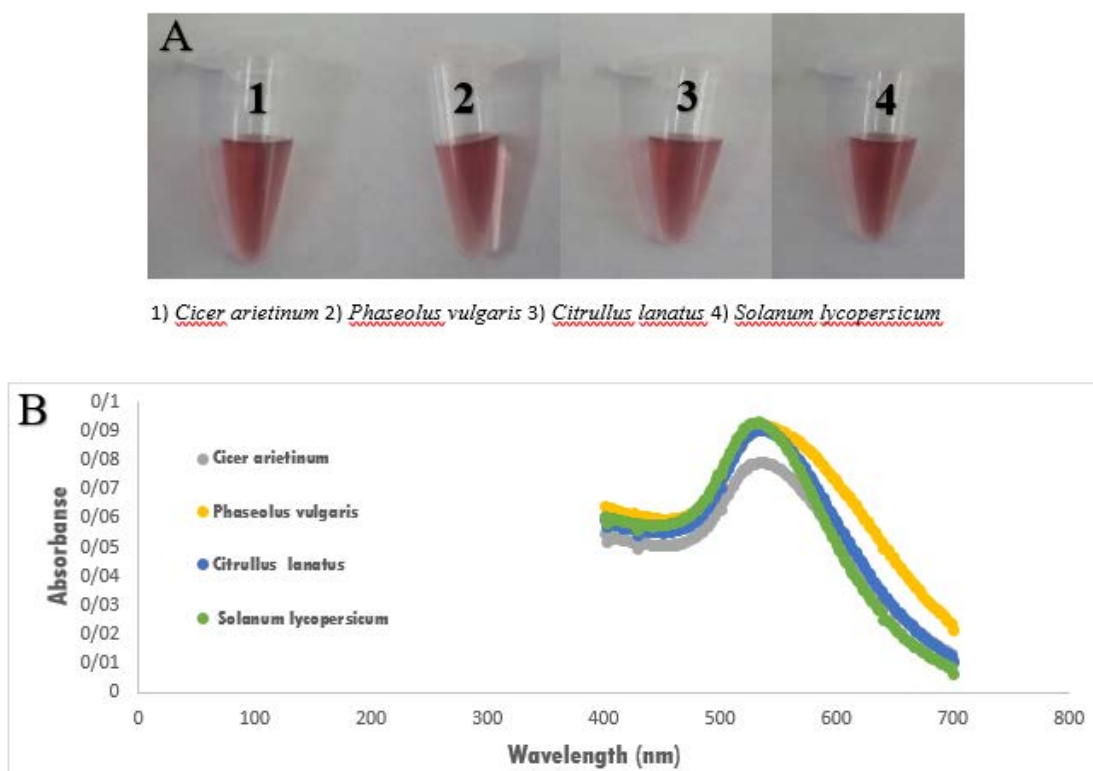 A
1 2 3 4
1) Cicer arietinum 2) Phaseolus vulgaris 3) Citrullus lanatus 4) Solanum lycopersicum
B
0/1
0/09
0/08
0/07
0/06
0/05
0/04
0/03
0/02
0/01
0
Absorbanse
Cicer arietinum
Phaseolus vulgaris
Citrullus lanatus
Solanum lycopersicum
0 100 200 300 400 500 600 700 800
Wavelength (nm)